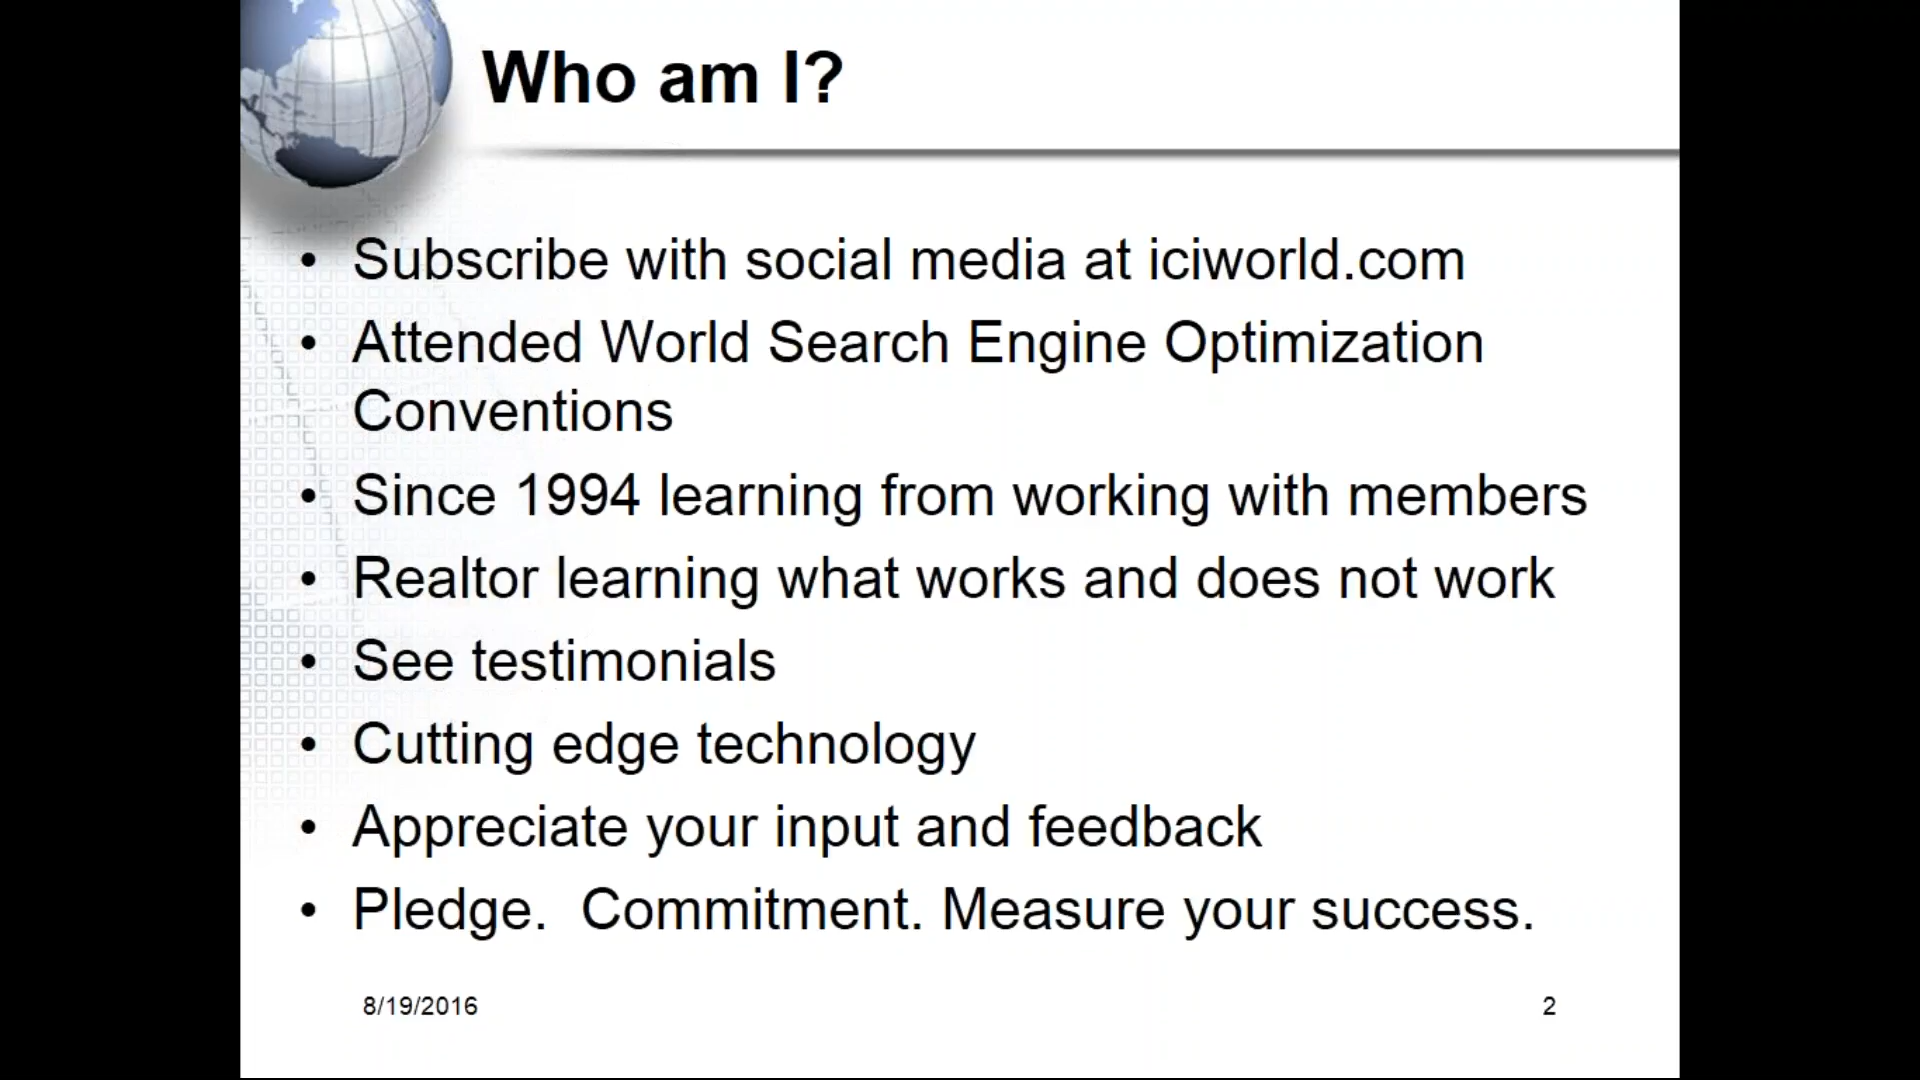 Who am I?
• Subscribe with social media at iciworld.com
• Attended World Search Engine Optimization
Conventions
• Since 1994 learning from working with members
• Realtor learning what works and does not work
• See testimonials
• Cutting edge technology
• Appreciate your input and feedback
• Pledge.  Commitment. Measure your success.
8/19/2016
2